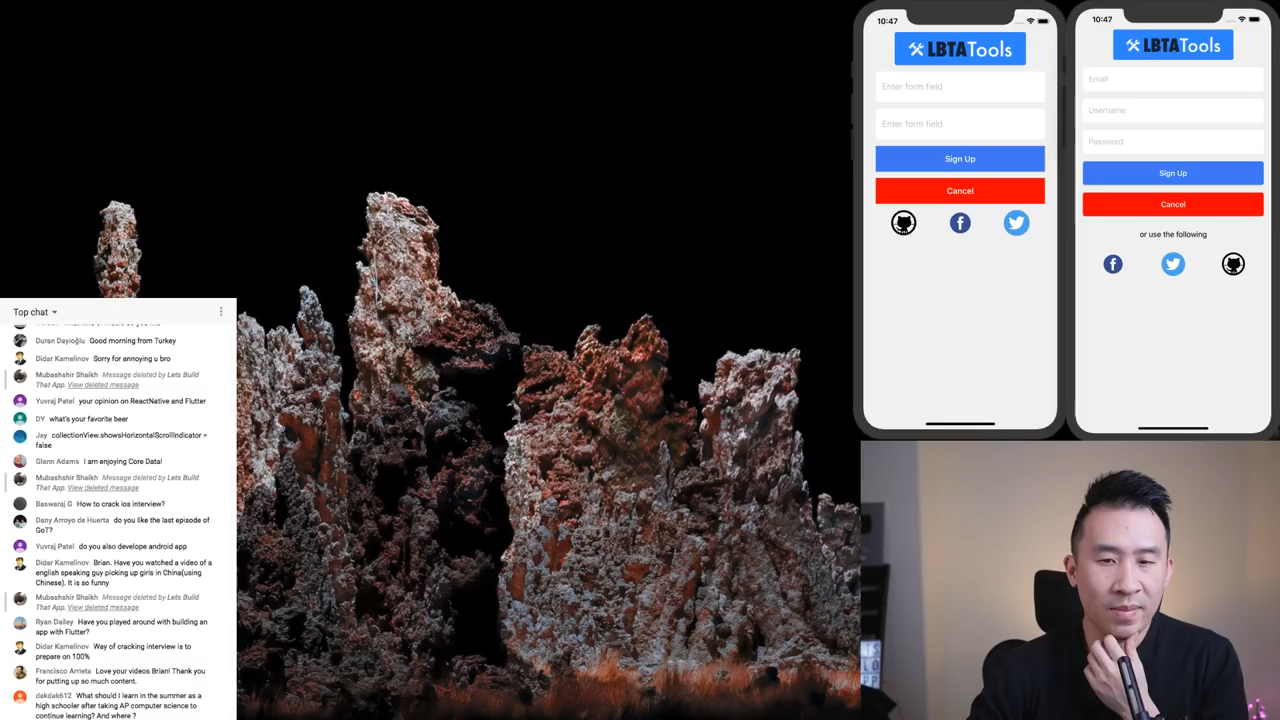 10:47
LBTATools
Enter form field
Enter form field
Sign Up
Cancel
10:47
LBTATools
Email
Username
Password
Sign Up
Cancel
or use the following
Top chat
Duran Dayıoğlu Good morning from Turkey
Didar Kamelinov Sorry for annoying u bro
Mubashshir Shaikh Message deleted by Lets Build
That App. View deleted message
Yuvraj Patel your opinion on ReactNative and Flutter
DY what's your favorite beer
Jay collectionView.showsHorizontalScrollIndicator =
false
Glenn Adams I am enjoying Core Data!
Mubashshir Shaikh Message deleted by Lets Build
That App. View deleted message
Baswaraj G How to crack ios interview?
Dany Arroyo de Huerta do you like the last episode of
GoT?
Yuvraj Patel do you also develope android app
Didar Kamelinov Brian. Have you watched a video of a
english speaking guy picking up girls in China(using
Chinese). It is so funny
Mubashshir Shaikh Message deleted by Lets Build
That App. View deleted message
Ryan Dailey Have you played around with building an
app with Flutter?
Didar Kamelinov Way of cracking interview is to
prepare on 100%
Francisco Arrieta Love your videos Brian! Thank you
for putting up so much content.
dakdak612 What should I learn in the summer as a
high schooler after taking AP computer science to
continue learning? And where ?